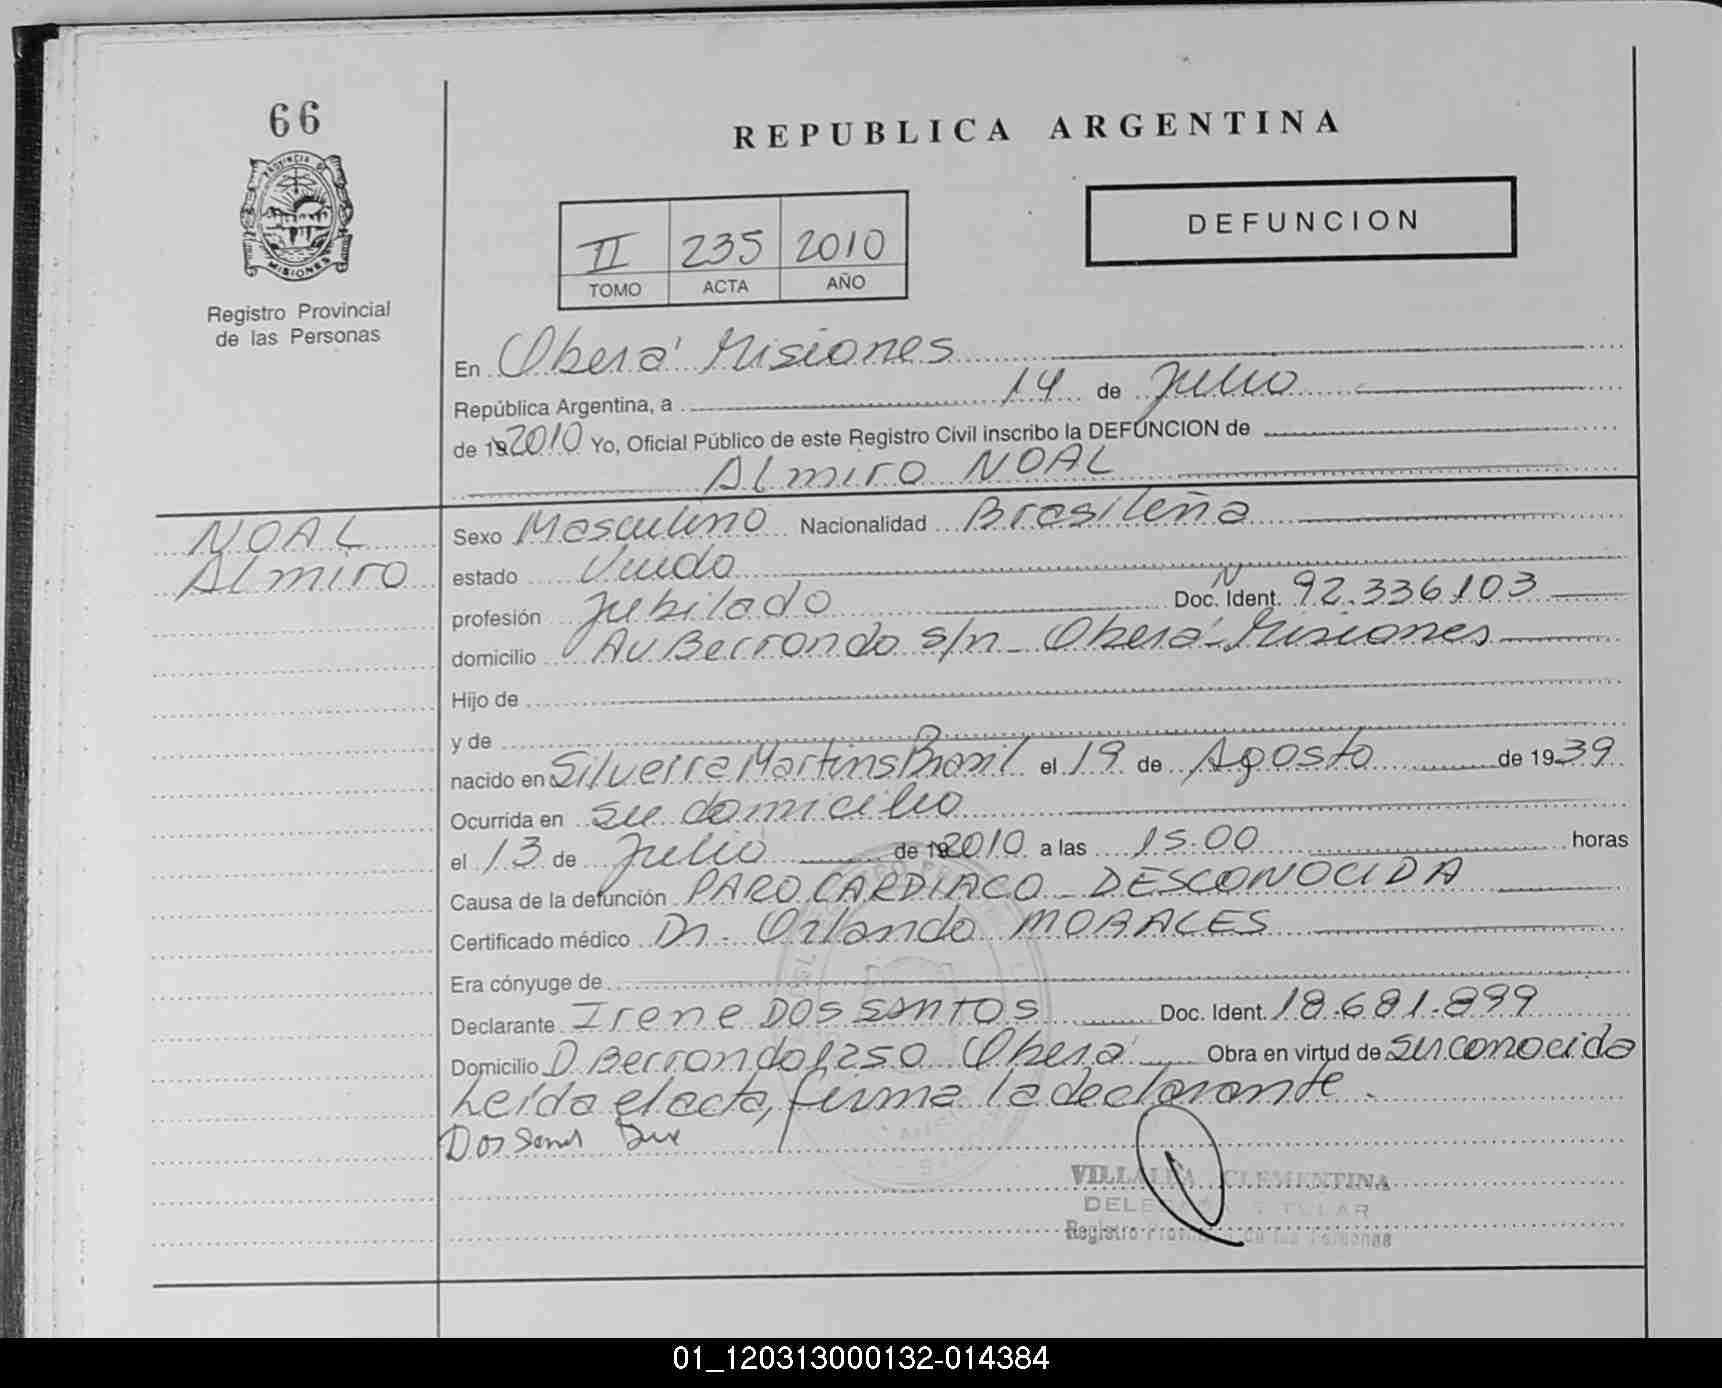 66
PROVINCIA DE
MISIONES
Registro Provincial
de las Personas
REPUBLICA ARGENTINA
II 235 2010
TOMO ACTA AÑO
DEFUNCION
En Oberá Misiones
República Argentina, a 14 de Julio
de 19 2010 Yo, Oficial Público de este Registro Civil inscribo la DEFUNCION de
Almiro NOAL
NOAL
Almiro
Sexo Masculino Nacionalidad Brasileña
estado Viudo
profesión Jubilado Doc. Ident. N 92.336.103
domicilio Av Berrondo s/n - Oberá - Misiones
Hijo de
y de
nacido en Silveira Martins Brasil el 19 de Agosto de 1939
Ocurrida en su domicilio
el 13 de Julio de 19 2010 a las 15.00 horas
Causa de la defunción PARO CARDIACO - DESCONOCIDA
Certificado médico Dr. Orlando MORALES
Era cónyuge de
Declarante Irene DOS SANTOS Doc. Ident. 18.681.899
Domicilio D. Berrondo 1250 Oberá Obra en virtud de su conocido
Leída el acta, firma la declarante.
Dos
VILLALBA CLEMENTINA
Registro Provincial de las Personas
01_120313000132-014384